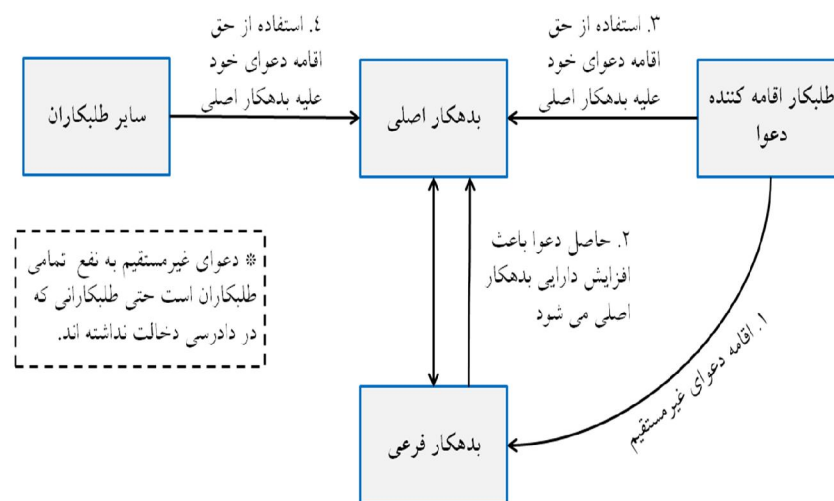 ۴. استفاده از حق
اقامه دعوای خود
علیه بدهکار اصلی
۳. استفاده از حق
اقامه دعوای خود
علیه بدهکار اصلی
سایر طلبکاران
بدهکار اصلی
طلبکار اقامه کننده
دعوا
۲. حاصل دعوا باعث
افزایش دارایی بدهکار
اصلی می شود
* دعوای غیرمستقیم به نفع تمامی
طلبکاران است حتی طلبکارانی که
در دادرسی دخالت نداشته اند.
۱. اقامه دعوای غیرمستقیم
بدهکار فرعی